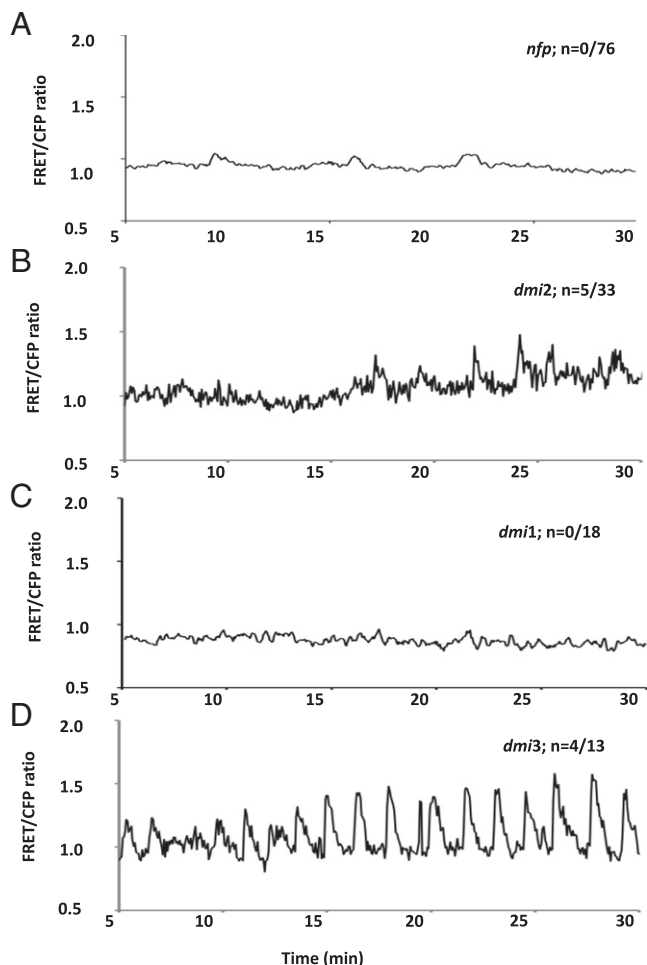 A
2.0
nfp; n=0/76
1.5
FRET/CFP ratio
1.0
0.5
5 10 15 20 25 30
B
2.0
dmi2; n=5/33
1.5
FRET/CFP ratio
1.0
0.5
5 10 15 20 25 30
C
2.0
dmi1; n=0/18
1.5
FRET/CFP ratio
1.0
0.5
5 10 15 20 25 30
D
2.0
dmi3; n=4/13
1.5
FRET/CFP ratio
1.0
0.5
5 10 15 20 25 30
Time (min)